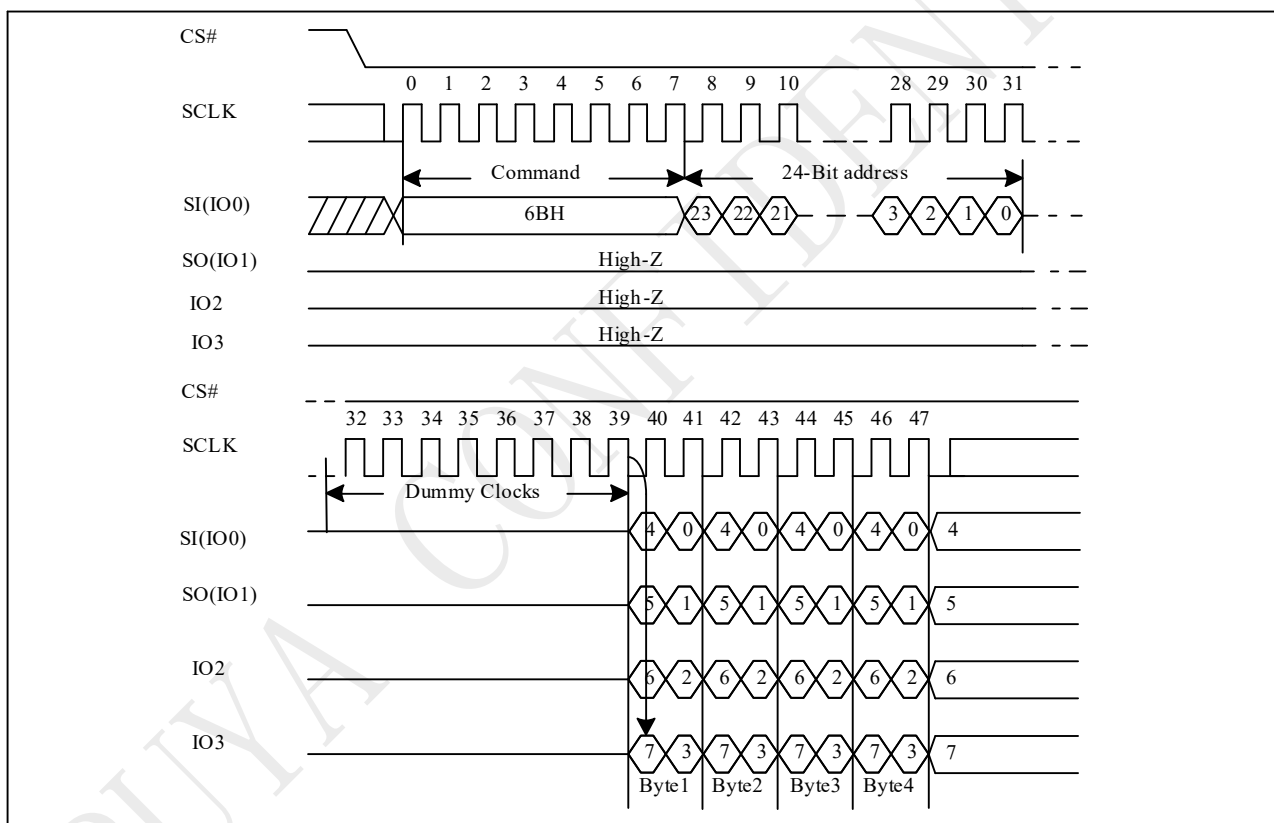 CS#
0 1 2 3 4 5 6 7 8 9 10 28 29 30 31
SCLK
Command 24-Bit address
SI(IO0) 6BH 23 22 21 3 2 1 0
SO(IO1) High-Z
IO2 High-Z
IO3 High-Z
CS#
32 33 34 35 36 37 38 39 40 41 42 43 44 45 46 47
SCLK
Dummy Clocks
SI(IO0) 4 0 4 0 4 0 4 0 4
SO(IO1) 5 1 5 1 5 1 5 1 5
IO2 6 2 6 2 6 2 6 2 6
IO3 7 3 7 3 7 3 7 3 7
Byte1 Byte2 Byte3 Byte4
PUYA CONFIDENT